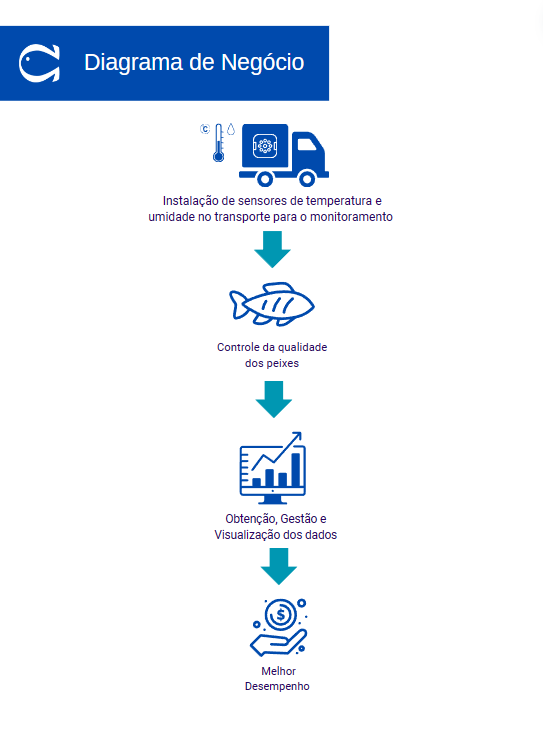 Diagrama de Negócio
C
Instalação de sensores de temperatura e
umidade no transporte para o monitoramento
Controle da qualidade
dos peixes
Obtenção, Gestão e
Visualização dos dados
$
Melhor
Desempenho